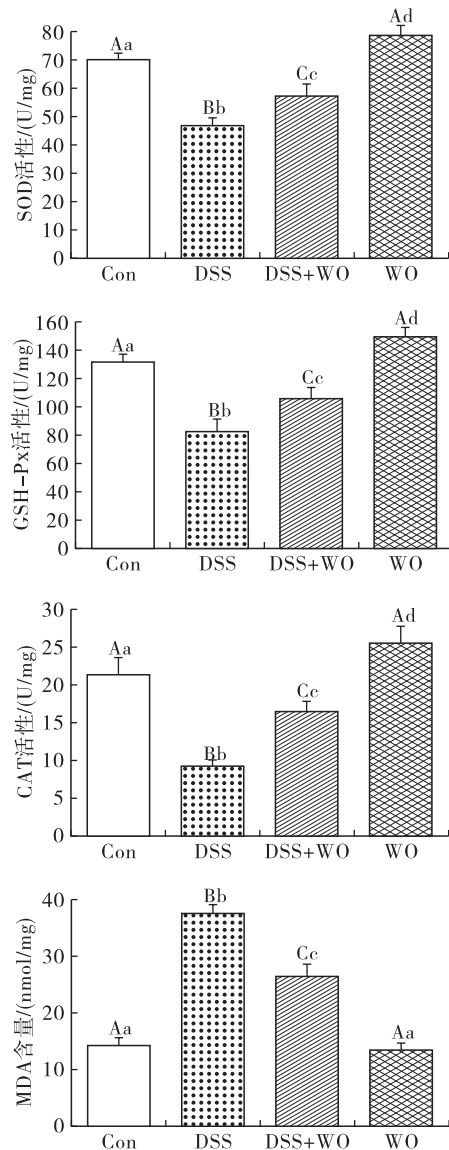 80
70
60
50
40
30
20
10
0
SOD活性/(U/mg)
Aa
Bb
Cc
Ad
Con DSS DSS+WO WO
160
140
120
100
80
60
40
20
0
GSH-Px活性/(U/mg)
Aa
Bb
Cc
Ad
Con DSS DSS+WO WO
30
25
20
15
10
5
0
CAT活性/(U/mg)
Aa
Bb
Cc
Ad
Con DSS DSS+WO WO
40
30
20
10
0
MDA含量/(nmol/mg)
Aa
Bb
Cc
Aa
Con DSS DSS+WO WO